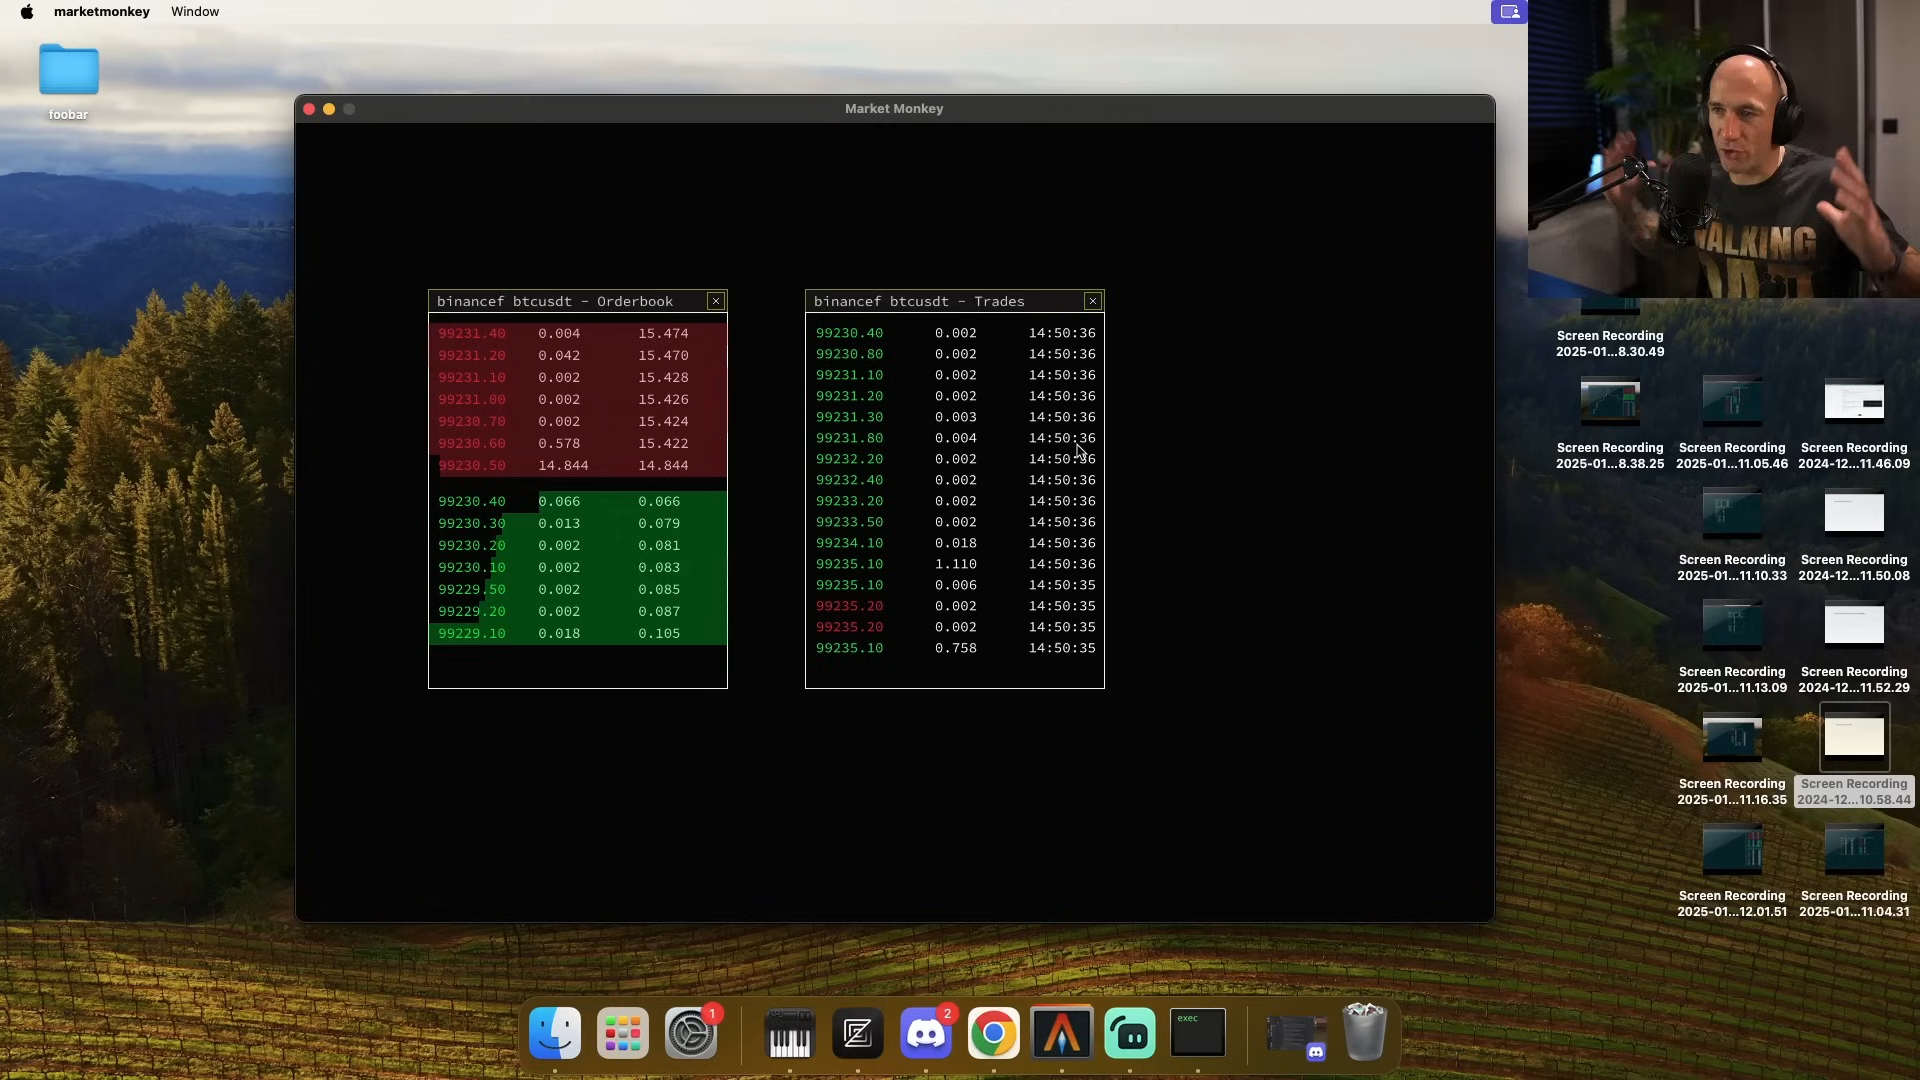 marketmonkey Window
foobar
Market Monkey
binancef btcusdt - Orderbook
99231.40 0.004 15.474
99231.20 0.042 15.470
99231.10 0.002 15.428
99231.00 0.002 15.426
99230.70 0.002 15.424
99230.60 0.578 15.422
99230.50 14.844 14.844
99230.40 0.066 0.066
99230.30 0.013 0.079
99230.20 0.002 0.081
99230.10 0.002 0.083
99229.50 0.002 0.085
99229.20 0.002 0.087
99229.10 0.018 0.105
binancef btcusdt - Trades
99230.40 0.002 14:50:36
99230.80 0.002 14:50:36
99231.10 0.002 14:50:36
99231.20 0.002 14:50:36
99231.30 0.003 14:50:36
99231.80 0.004 14:50:36
99232.20 0.002 14:50:36
99232.40 0.002 14:50:36
99233.20 0.002 14:50:36
99233.50 0.002 14:50:36
99234.10 0.018 14:50:36
99235.10 1.110 14:50:36
99235.10 0.006 14:50:35
99235.20 0.002 14:50:35
99235.20 0.002 14:50:35
99235.10 0.758 14:50:35
WALKING
Screen Recording
2025-01...8.30.49
Screen Recording
2025-01...8.38.25
Screen Recording
2025-01...11.05.46
Screen Recording
2024-12...11.46.09
Screen Recording
2025-01...11.10.33
Screen Recording
2024-12...11.50.08
Screen Recording
2025-01...11.13.09
Screen Recording
2024-12...11.52.29
Screen Recording
2025-01...11.16.35
Screen Recording
2024-12...10.58.44
Screen Recording
2025-01...12.01.51
Screen Recording
2025-01...11.04.31
1
2
exec